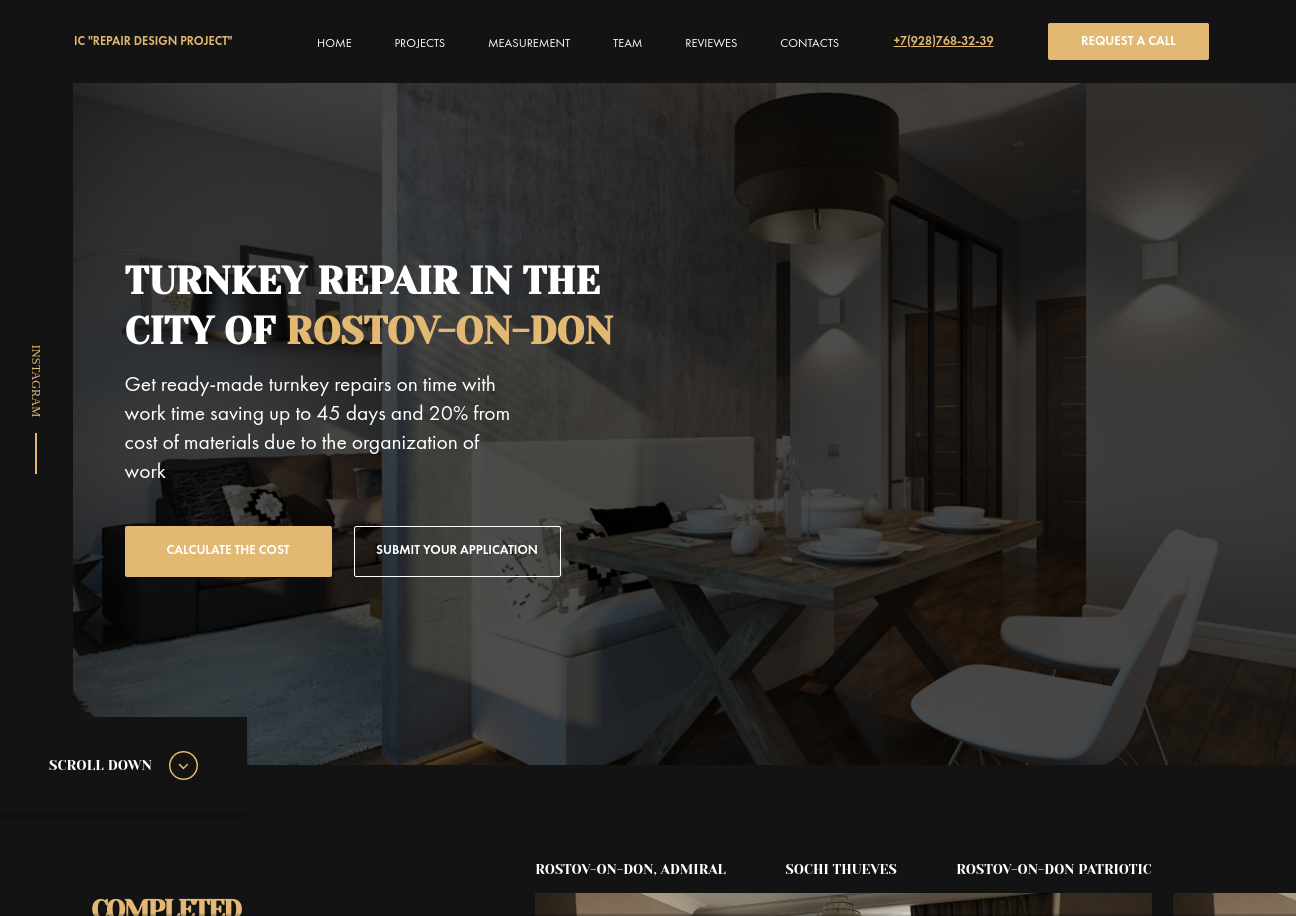 IC "REPAIR DESIGN PROJECT"
HOME
PROJECTS
MEASUREMENT
TEAM
REVIEWES
CONTACTS
+7(928)768-32-39
REQUEST A CALL
TURNKEY REPAIR IN THE
CITY OF ROSTOV-ON-DON
INSTAGRAM
Get ready-made turnkey repairs on time with
work time saving up to 45 days and 20% from
cost of materials due to the organization of
work
CALCULATE THE COST
SUBMIT YOUR APPLICATION
SCROLL DOWN
ROSTOV-ON-DON, ADMIRAL
SOCHI THUEVES
ROSTOV-ON-DON PATRIOTIC
COMPLETED